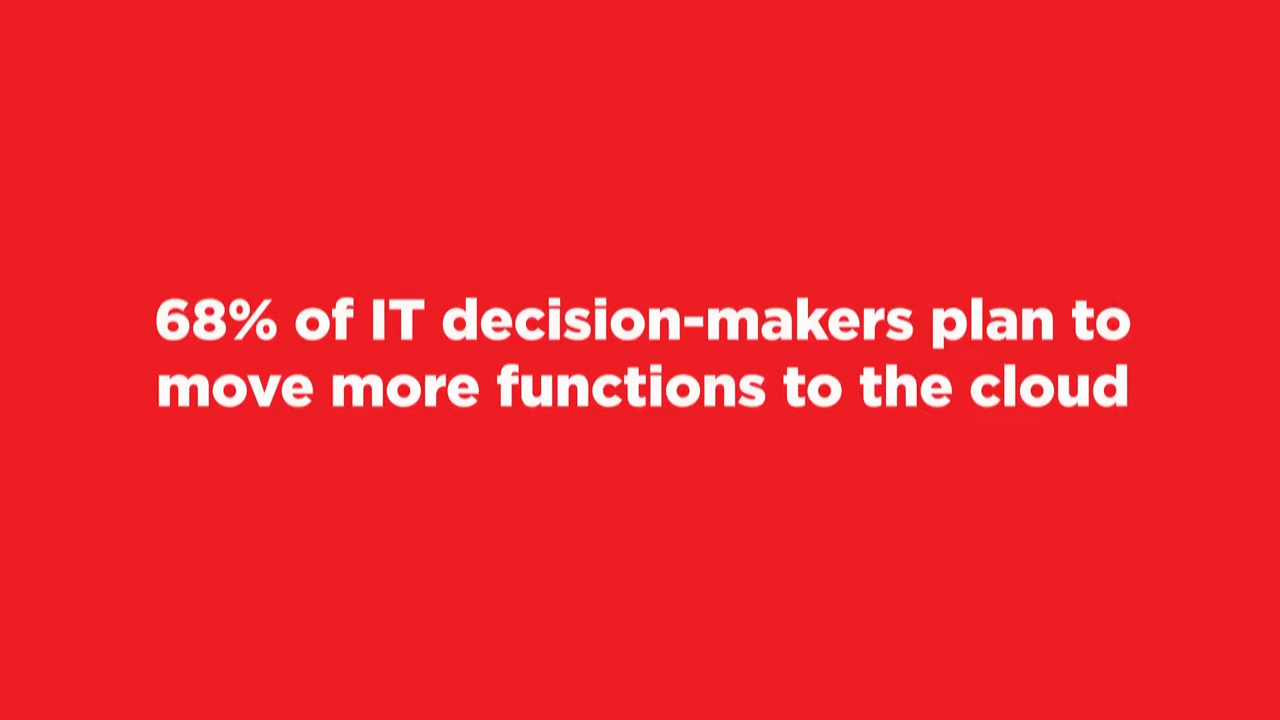 68% of IT decision-makers plan to
move more functions to the cloud